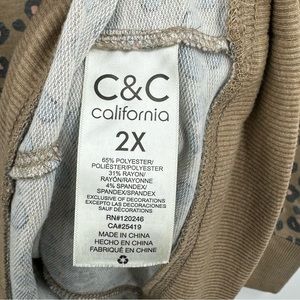 C&C
california
2X
65% POLYESTER/
POLIÉSTER/POLYESTER
31% RAYON/
RAYÓN/RAYONNE
4% SPANDEX/
SPANDEX/SPANDEX
EXCLUSIVE OF DECORATIONS
EXCEPTO LAS DECORACIONES
SAUF DÉCORATIONS
RN#120246
CA#25419
MADE IN CHINA
HECHO EN CHINA
FABRIQUÉ EN CHINE